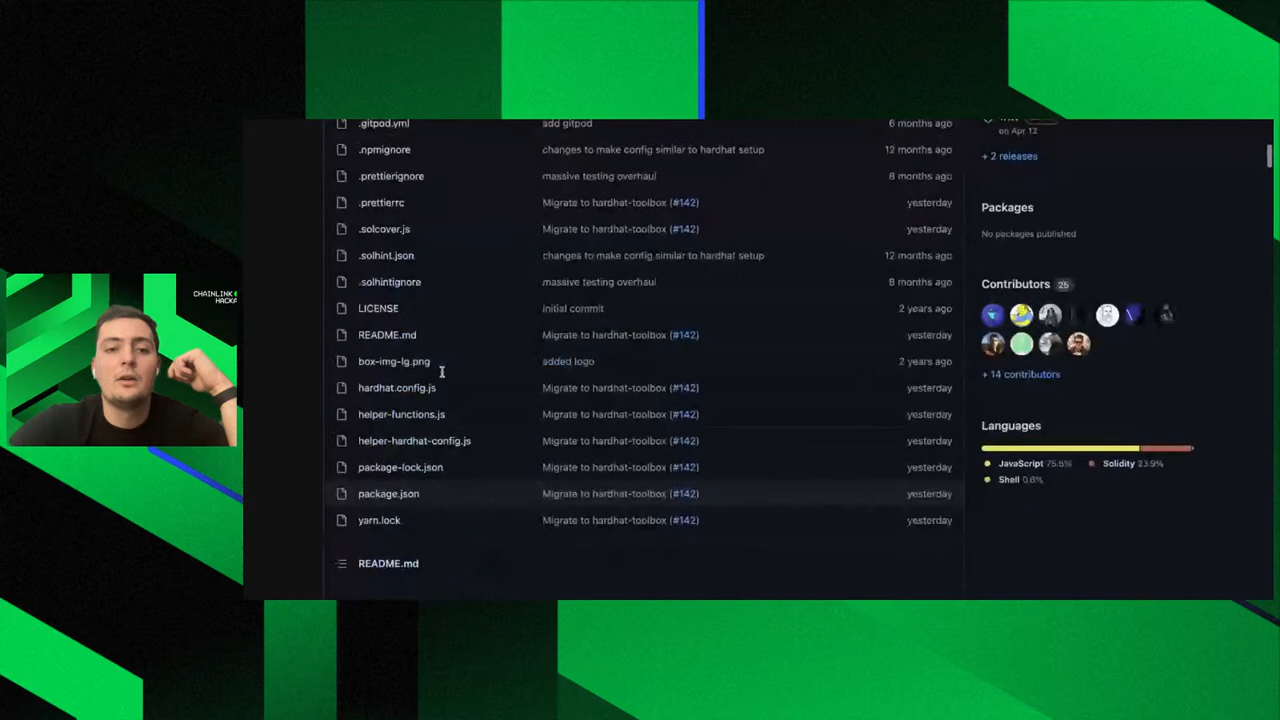 .gitpod.yml add gitpod 6 months ago
on Apr 12
.npmignore changes to make config similar to hardhat setup 12 months ago
+ 2 releases
.prettierignore massive testing overhaul 8 months ago
.prettierrc Migrate to hardhat-toolbox (#142) yesterday
Packages
.solcover.js Migrate to hardhat-toolbox (#142) yesterday
No packages published
.solhint.json changes to make config similar to hardhat setup 12 months ago
.solhintignore massive testing overhaul 8 months ago
Contributors 25
CHAINLINK
HACKA
LICENSE initial commit 2 years ago
README.md Migrate to hardhat-toolbox (#142) yesterday
box-img-lg.png added logo 2 years ago
+ 14 contributors
hardhat.config.js Migrate to hardhat-toolbox (#142) yesterday
helper-functions.js Migrate to hardhat-toolbox (#142) yesterday
Languages
helper-hardhat-config.js Migrate to hardhat-toolbox (#142) yesterday
package-lock.json Migrate to hardhat-toolbox (#142) yesterday
JavaScript 75.5% Solidity 23.9%
Shell 0.6%
package.json Migrate to hardhat-toolbox (#142) yesterday
yarn.lock Migrate to hardhat-toolbox (#142) yesterday
README.md